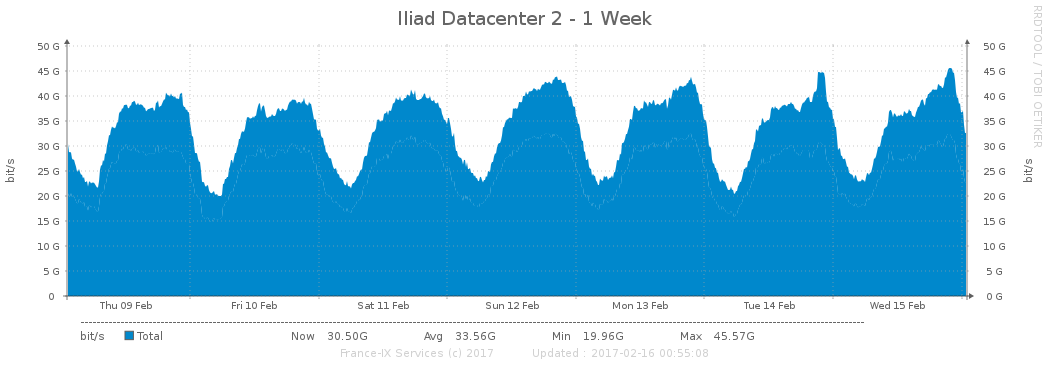 Iliad Datacenter 2 - 1 Week
RRDTOOL / TOBI OETIKER
50 G 50 G
45 G 45 G
40 G 40 G
35 G 35 G
30 G 30 G
25 G 25 G
20 G 20 G
15 G 15 G
10 G 10 G
5 G 5 G
0 0 G
bit/s bit/s
Thu 09 Feb Fri 10 Feb Sat 11 Feb Sun 12 Feb Mon 13 Feb Tue 14 Feb Wed 15 Feb
bit/s Total Now 30.50G Avg 33.56G Min 19.96G Max 45.57G
France-IX Services (c) 2017 Updated : 2017-02-16 00:55:08